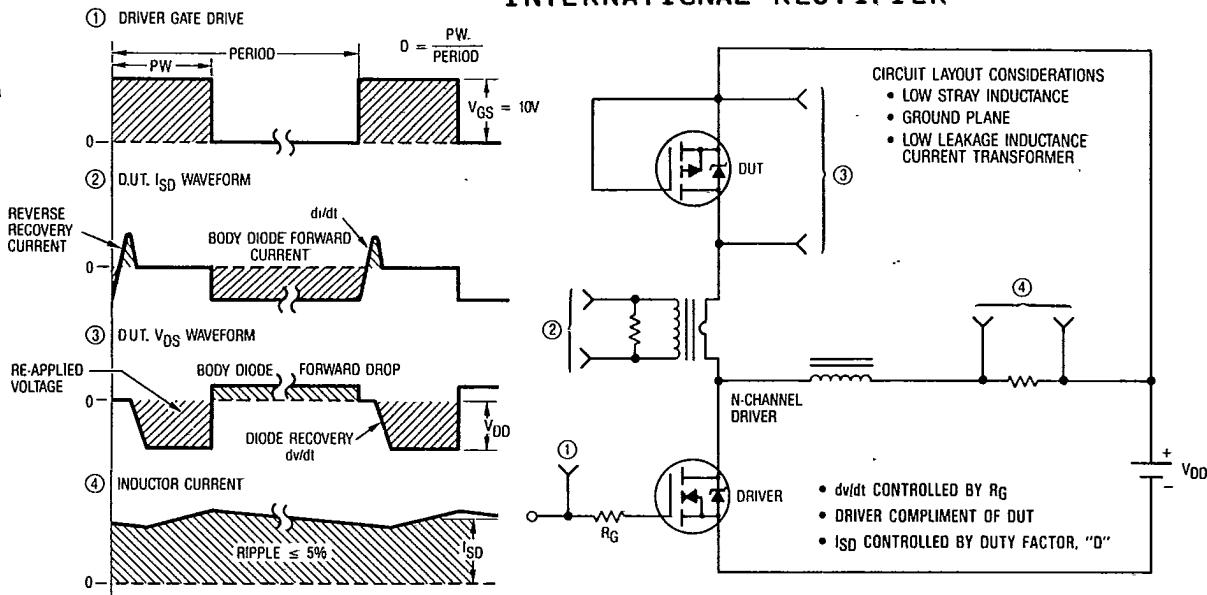 INTERNATIONAL RECTIFIER
① DRIVER GATE DRIVE
PERIOD
PW
D = PW.
PERIOD
VGS = 10V
0
② D.U.T. ISD WAVEFORM
REVERSE
RECOVERY
CURRENT
di/dt
BODY DIODE FORWARD
CURRENT
0
③ DUT. VDS WAVEFORM
RE-APPLIED
VOLTAGE
BODY DIODE FORWARD DROP
0
DIODE RECOVERY
dv/dt
VDD
④ INDUCTOR CURRENT
RIPPLE ≤ 5%
ISD
0
CIRCUIT LAYOUT CONSIDERATIONS
• LOW STRAY INDUCTANCE
• GROUND PLANE
• LOW LEAKAGE INDUCTANCE
CURRENT TRANSFORMER
DUT
③
②
④
N-CHANNEL
DRIVER
①
RG
DRIVER
+
VDD
−
• dv/dt CONTROLLED BY RG
• DRIVER COMPLIMENT OF DUT
• ISD CONTROLLED BY DUTY FACTOR, "D"